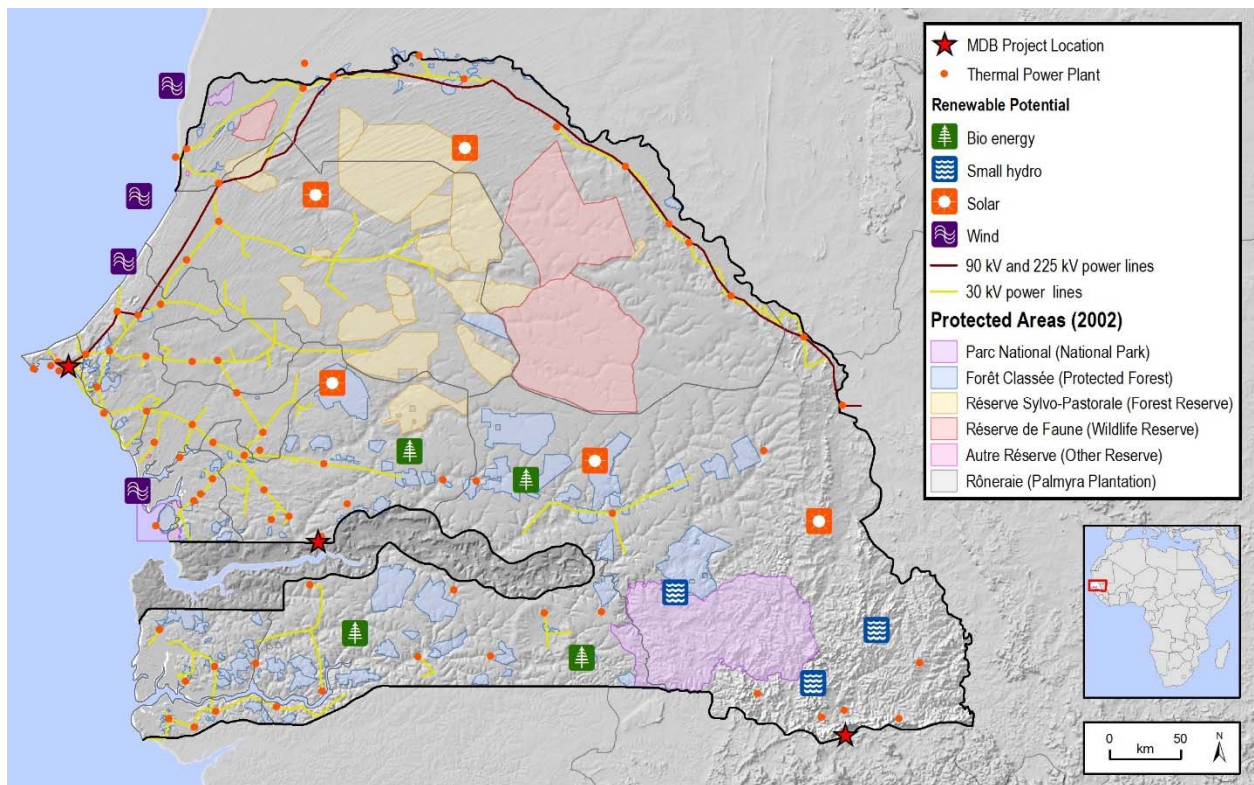 MDB Project Location
Thermal Power Plant
Renewable Potential
Bio energy
Small hydro
Solar
Wind
90 kV and 225 kV power lines
30 kV power lines
Protected Areas (2002)
Parc National (National Park)
Forêt Classée (Protected Forest)
Réserve Sylvo-Pastorale (Forest Reserve)
Réserve de Faune (Wildlife Reserve)
Autre Réserve (Other Reserve)
Rôneraie (Palmyra Plantation)
0 50
km
N